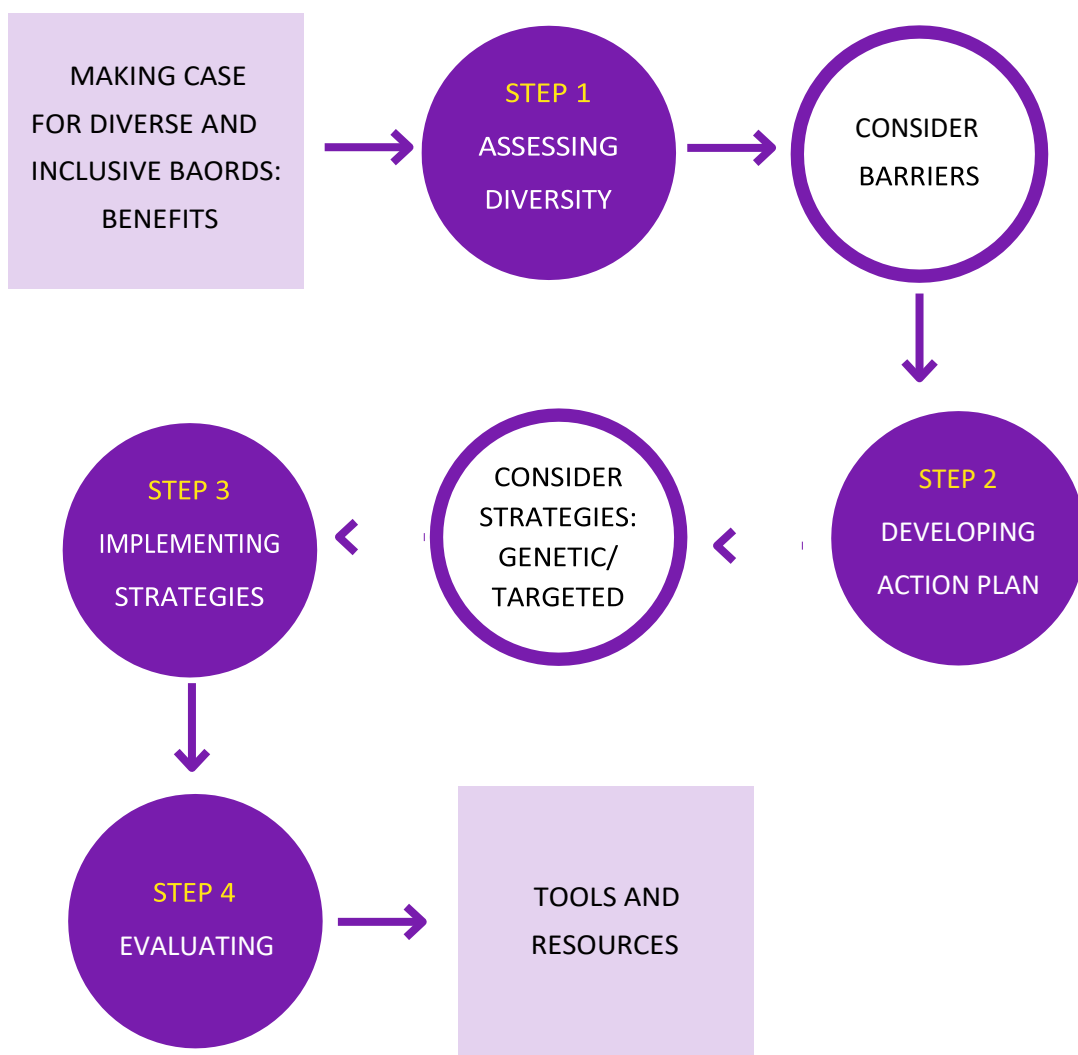 MAKING CASE
FOR DIVERSE AND
INCLUSIVE BAORDS:
BENEFITS
STEP 1
ASSESSING
DIVERSITY
CONSIDER
BARRIERS
STEP 2
DEVELOPING
ACTION PLAN
CONSIDER
STRATEGIES:
GENETIC/
TARGETED
STEP 3
IMPLEMENTING
STRATEGIES
STEP 4
EVALUATING
TOOLS AND
RESOURCES